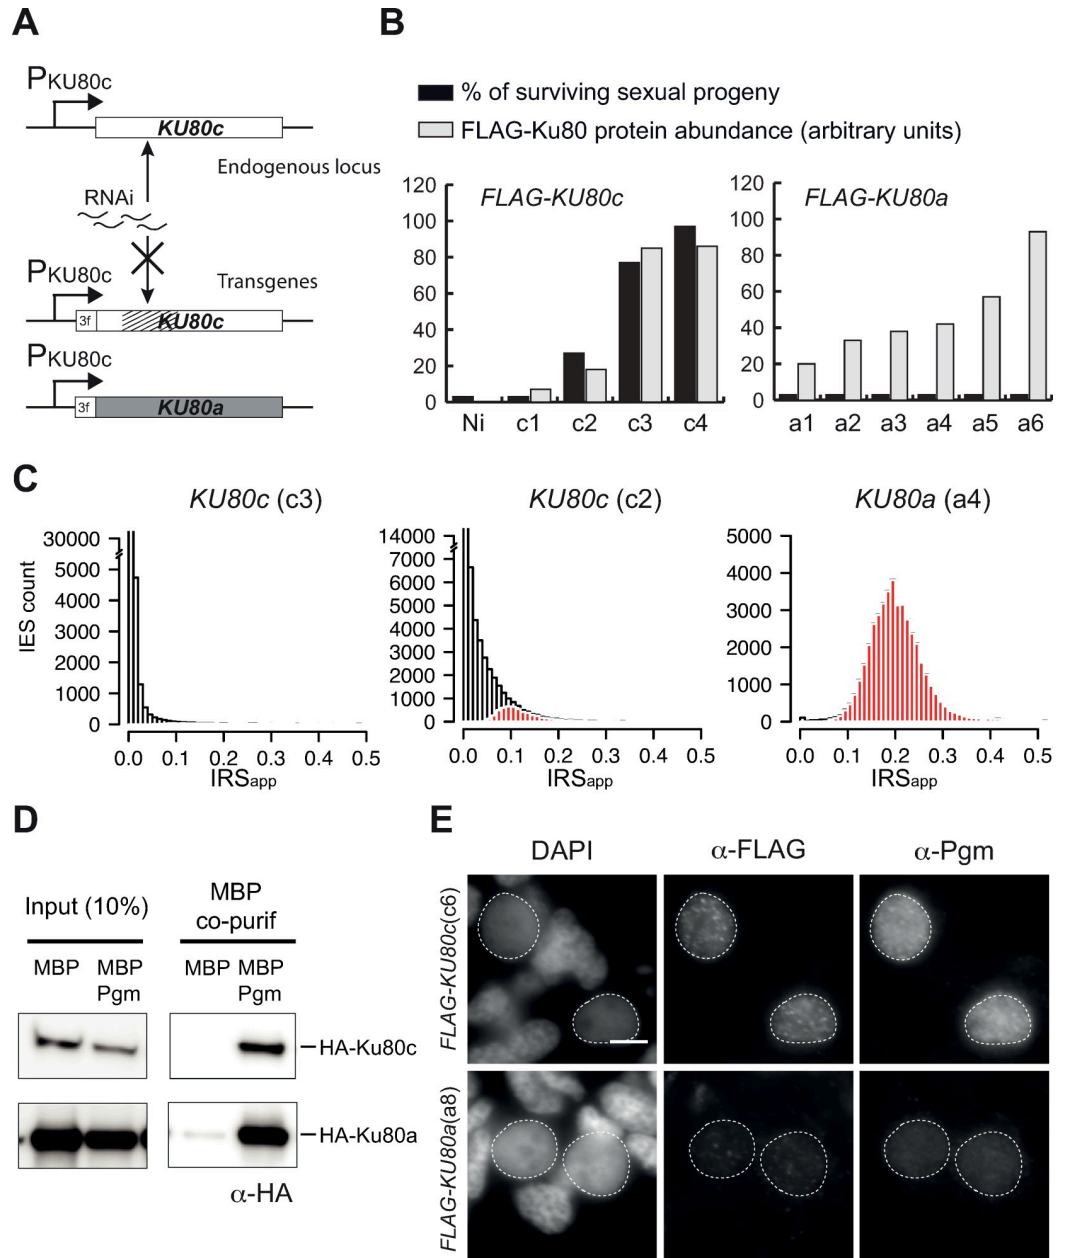 A
PKU80c
KU80c
Endogenous locus
RNAi
PKU80c
Transgenes
3f
KU80c
PKU80c
3f
KU80a
B
% of surviving sexual progeny
FLAG-Ku80 protein abundance (arbitrary units)
FLAG-KU80c
120
100
80
60
40
20
0
Ni c1 c2 c3 c4
FLAG-KU80a
120
100
80
60
40
20
0
a1 a2 a3 a4 a5 a6
C
KU80c (c3)
IES count
30000
5000
4000
3000
2000
1000
0
0.0 0.1 0.2 0.3 0.4 0.5
IRSapp
KU80c (c2)
14000
7000
6000
5000
4000
3000
2000
1000
0
0.0 0.1 0.2 0.3 0.4 0.5
IRSapp
KU80a (a4)
5000
4000
3000
2000
1000
0
0.0 0.1 0.2 0.3 0.4 0.5
IRSapp
D
Input (10%)
MBP
co-purif
MBP MBP
Pgm
MBP MBP
Pgm
HA-Ku80c
HA-Ku80a
α-HA
E
DAPI α-FLAG α-Pgm
FLAG-KU80c(c6)
FLAG-KU80a(a8)